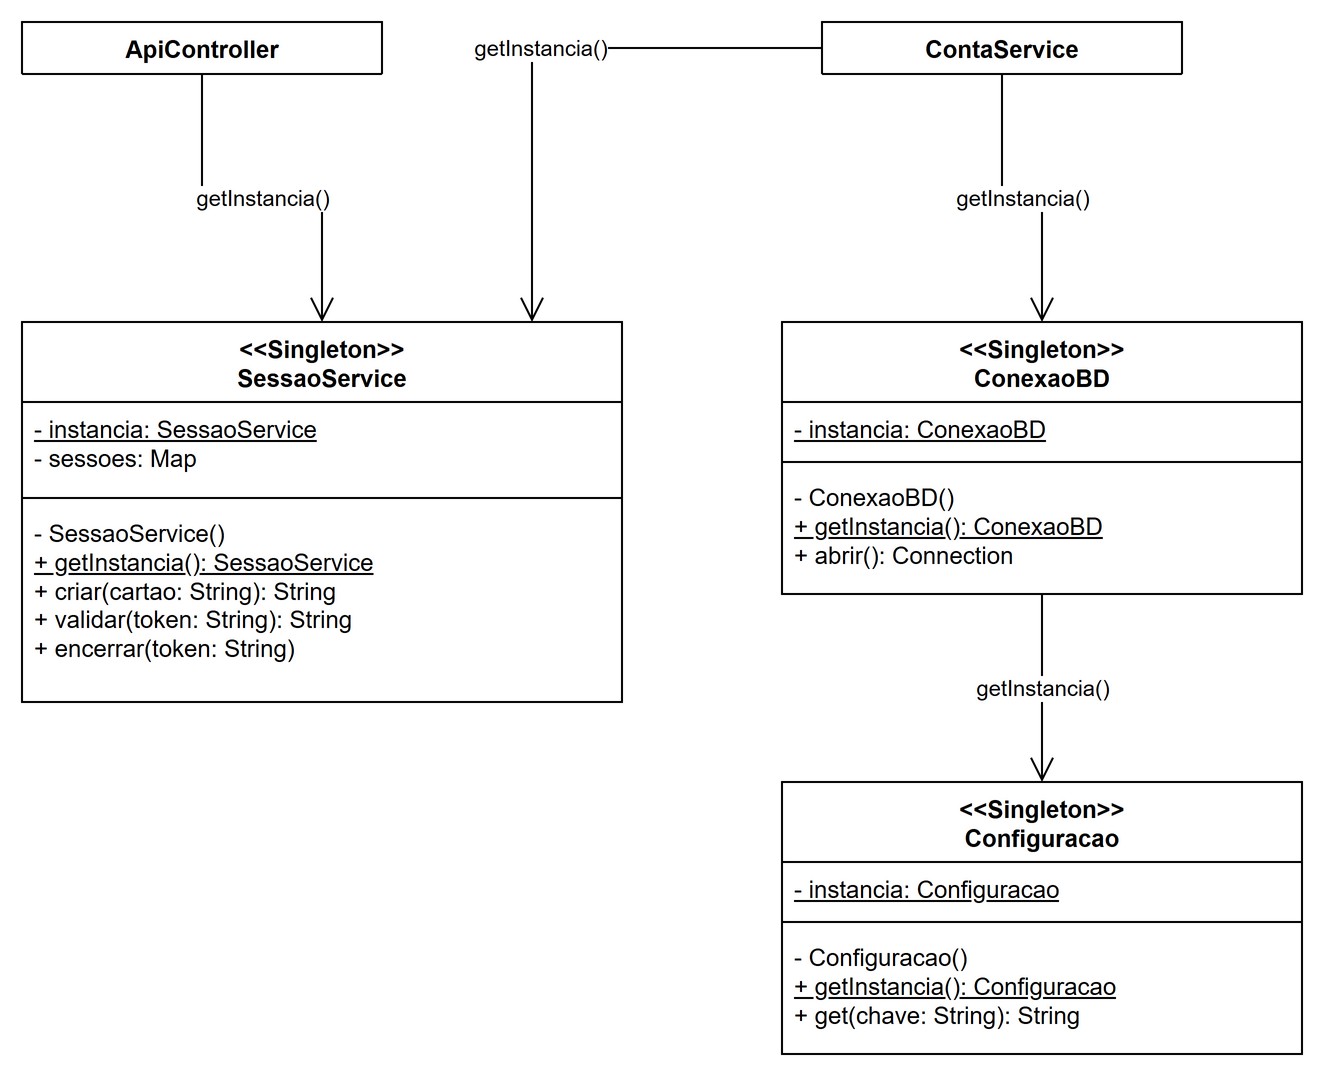 ApiController
getInstancia()
ContaService
getInstancia()
getInstancia()
<<Singleton>>
SessaoService
- instancia: SessaoService
- sessoes: Map
- SessaoService()
+ getInstancia(): SessaoService
+ criar(cartao: String): String
+ validar(token: String): String
+ encerrar(token: String)
<<Singleton>>
ConexaoBD
- instancia: ConexaoBD
- ConexaoBD()
+ getInstancia(): ConexaoBD
+ abrir(): Connection
getInstancia()
<<Singleton>>
Configuracao
- instancia: Configuracao
- Configuracao()
+ getInstancia(): Configuracao
+ get(chave: String): String